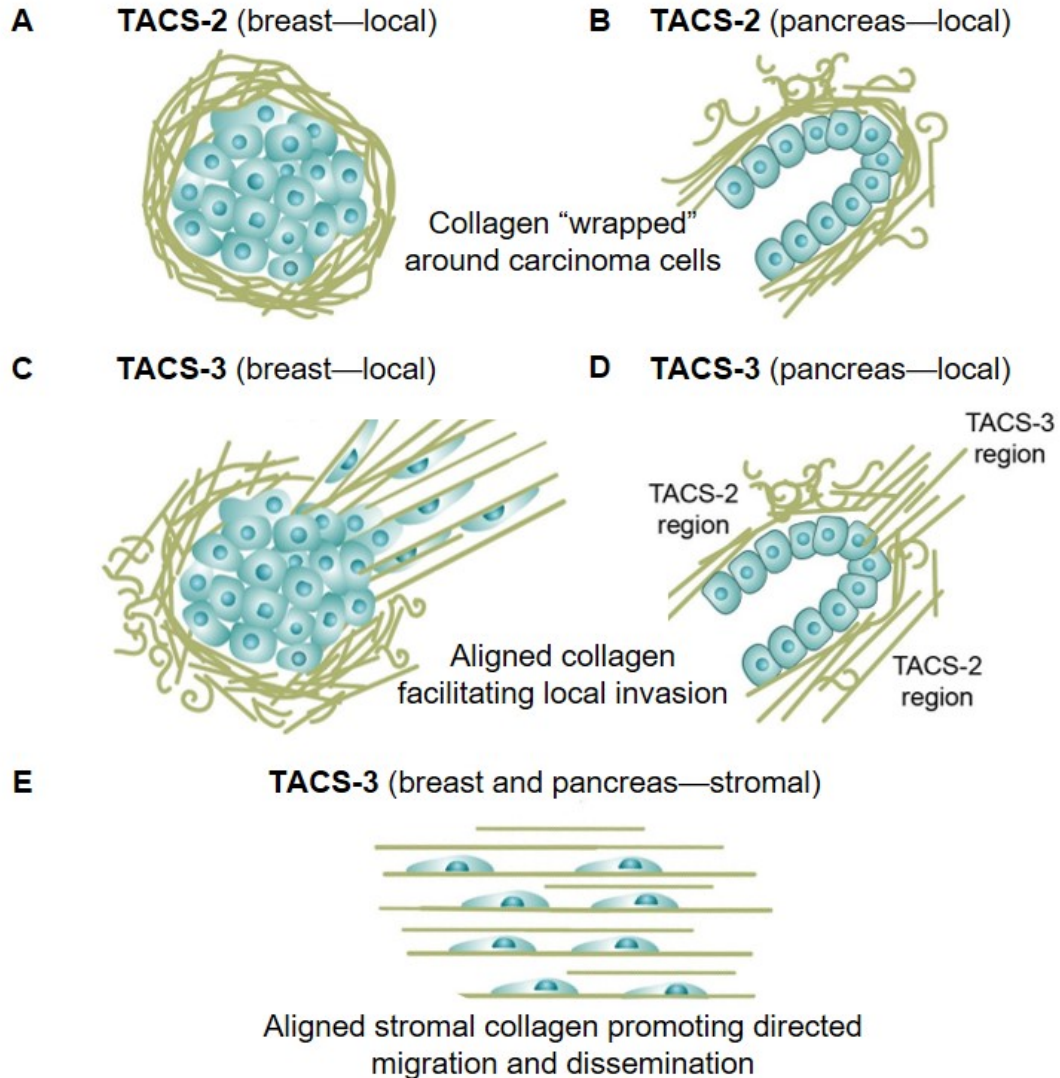 A TACS-2 (breast—local)
B TACS-2 (pancreas—local)
Collagen “wrapped”
around carcinoma cells
C TACS-3 (breast—local)
D TACS-3 (pancreas—local)
TACS-3
region
TACS-2
region
Aligned collagen
facilitating local invasion
TACS-2
region
E TACS-3 (breast and pancreas—stromal)
Aligned stromal collagen promoting directed
migration and dissemination